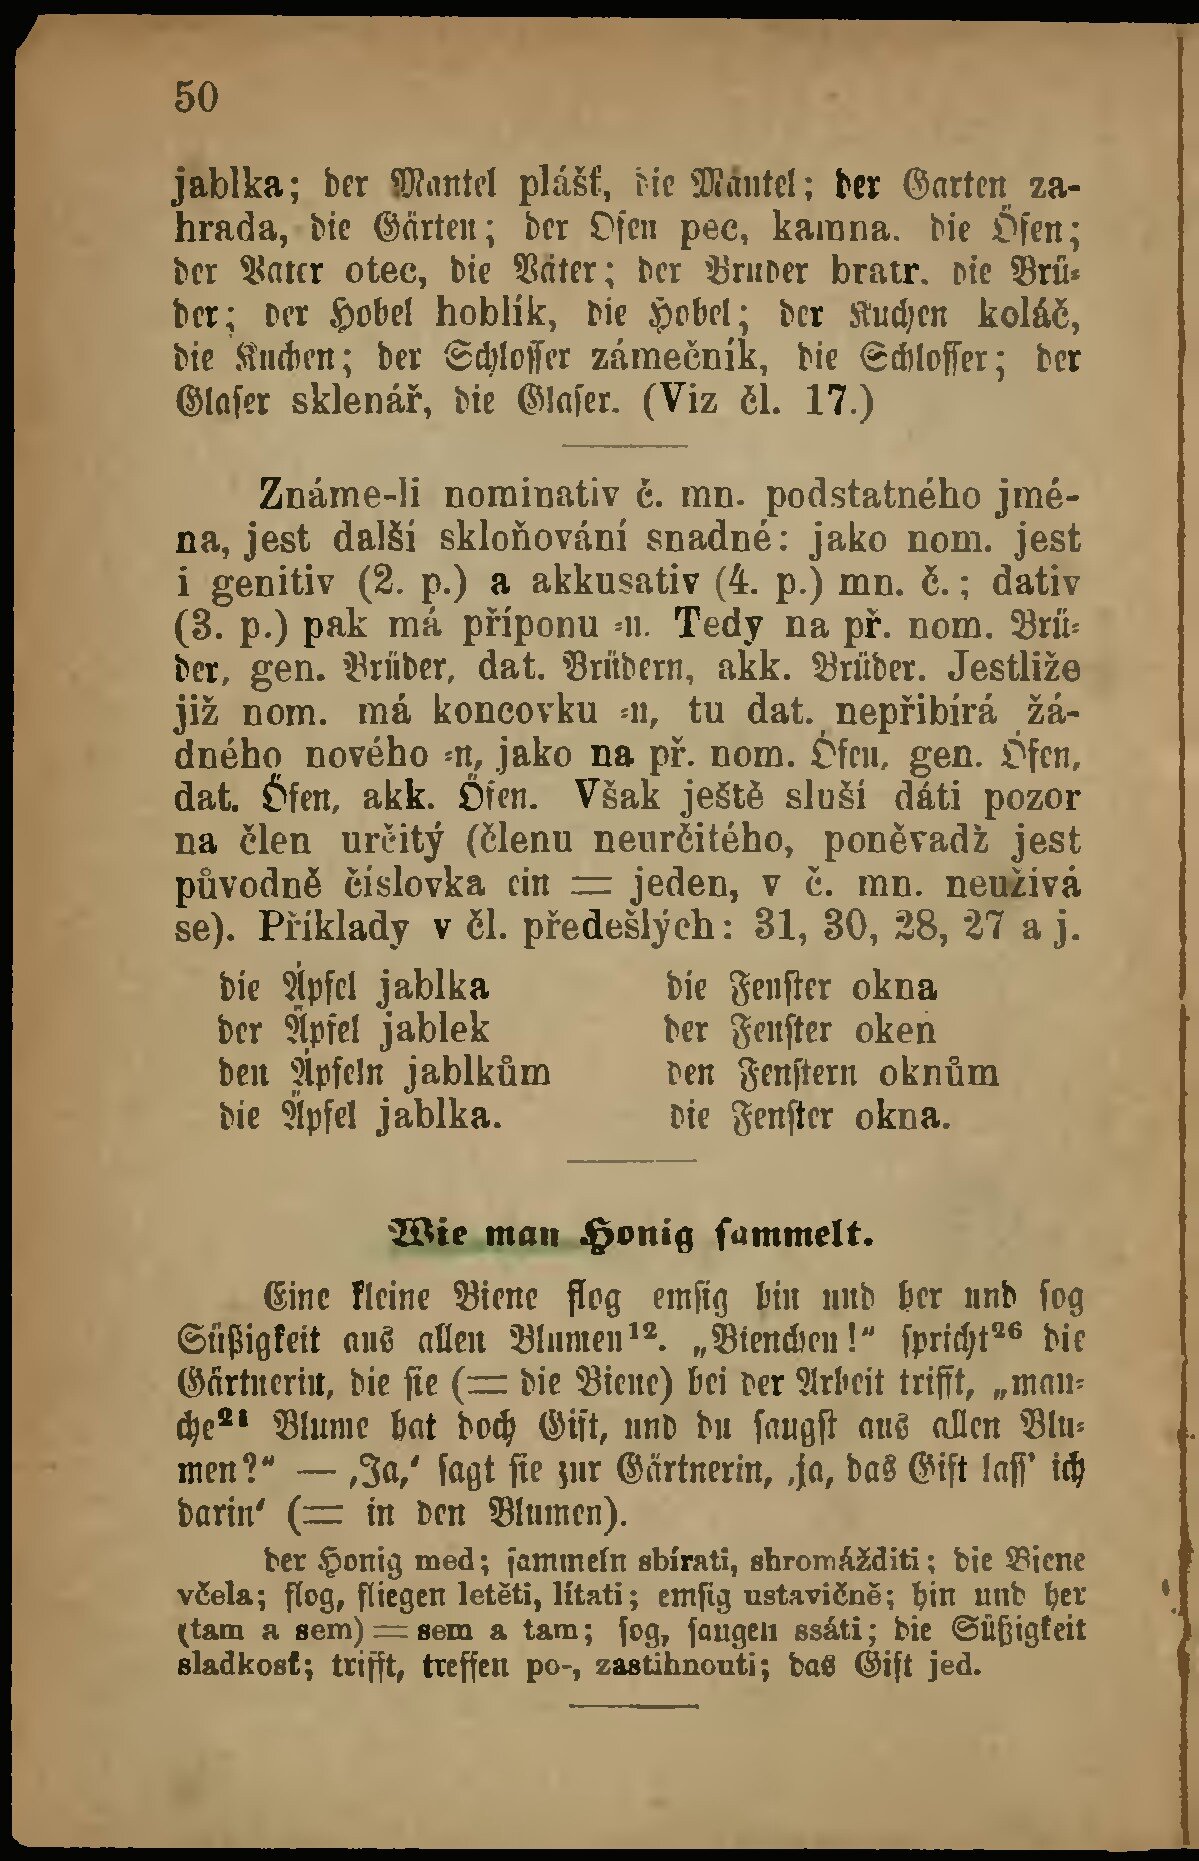 50
jablka; der Mantel plášť, die Mäntel; der Garten za-
hrada, die Gärten; der Ofen pec, kamna. die Öfen;
der Vater otec, die Väter; der Bruder bratr. die Brü-
der; der Hobel hoblík, die Hobel; der Kuchen koláč,
die Kuchen; der Schlosser zámečník, die Schlosser; der
Glaser sklenář, die Glaser. (Viz čl. 17.)
Známe-li nominativ č. mn. podstatného jmé-
na, jest další skloňování snadné: jako nom. jest
i genitiv (2. p.) a akkusativ (4. p.) mn. č.; dativ
(3. p.) pak má příponu -n. Tedy na př. nom. Brü-
der, gen. Brüder, dat. Brüdern, akk. Brüder. Jestliže
již nom. má koncovku -n, tu dat. nepřibírá žá-
dného nového -n, jako na př. nom. Öfen, gen. Öfen,
dat. Öfen, akk. Öfen. Však ještě sluší dáti pozor
na člen určitý (členu neurčitého, poněvadž jest
původně číslovka ein = jeden, v č. mn. neužívá
se). Příklady v čl. předešlých: 31, 30, 28, 27 a j.
die Äpfel jablka die Fenster okna
der Äpfel jablek der Fenster oken
den Äpfeln jablkům den Fenstern oknům
die Äpfel jablka. die Fenster okna.
Wie man Honig sammelt.
Eine kleine Biene flog emsig hin und her und sog
Süßigkeit aus allen Blumen¹². „Bienchen!" spricht²⁶ die
Gärtnerin, die sie (= die Biene) bei der Arbeit trifft, „man-
che²¹ Blume hat doch Gift, und du saugst aus allen Blu-
men?" — ‚Ja,' sagt sie zur Gärtnerin, ‚ja, das Gift lass' ich
darin' (= in den Blumen).
der Honig med; sammeln sbírati, shromážditi; die Biene
včela; flog, fliegen letěti, lítati; emsig ustavičně; hin und her
(tam a sem) = sem a tam; sog, saugen ssáti; die Süßigkeit
sladkosť; trifft, treffen po-, zastihnouti; das Gift jed.